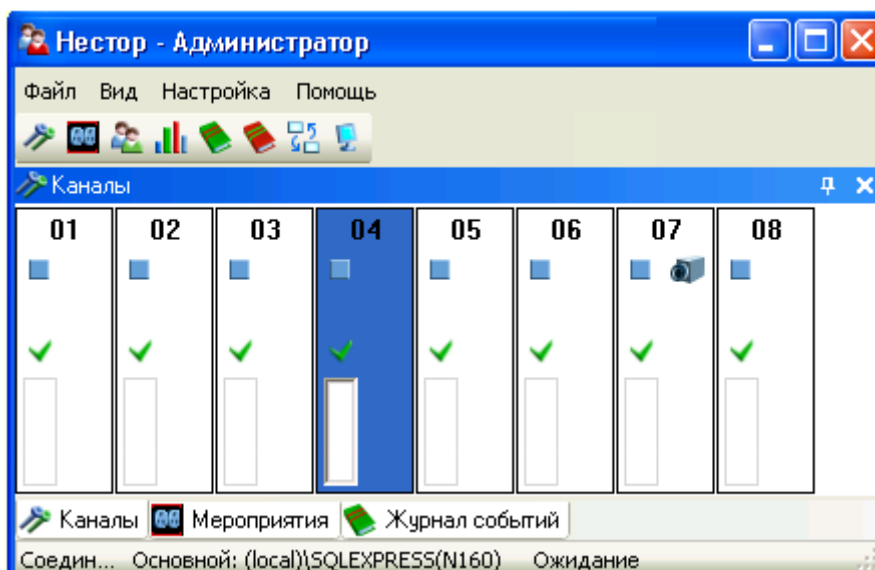 Нестор - Администратор
Файл Вид Настройка Помощь
Каналы
01 02 03 04 05 06 07 08
Каналы Мероприятия Журнал событий
Соедин... Основной: (local)\SQLEXPRESS(N160) Ожидание